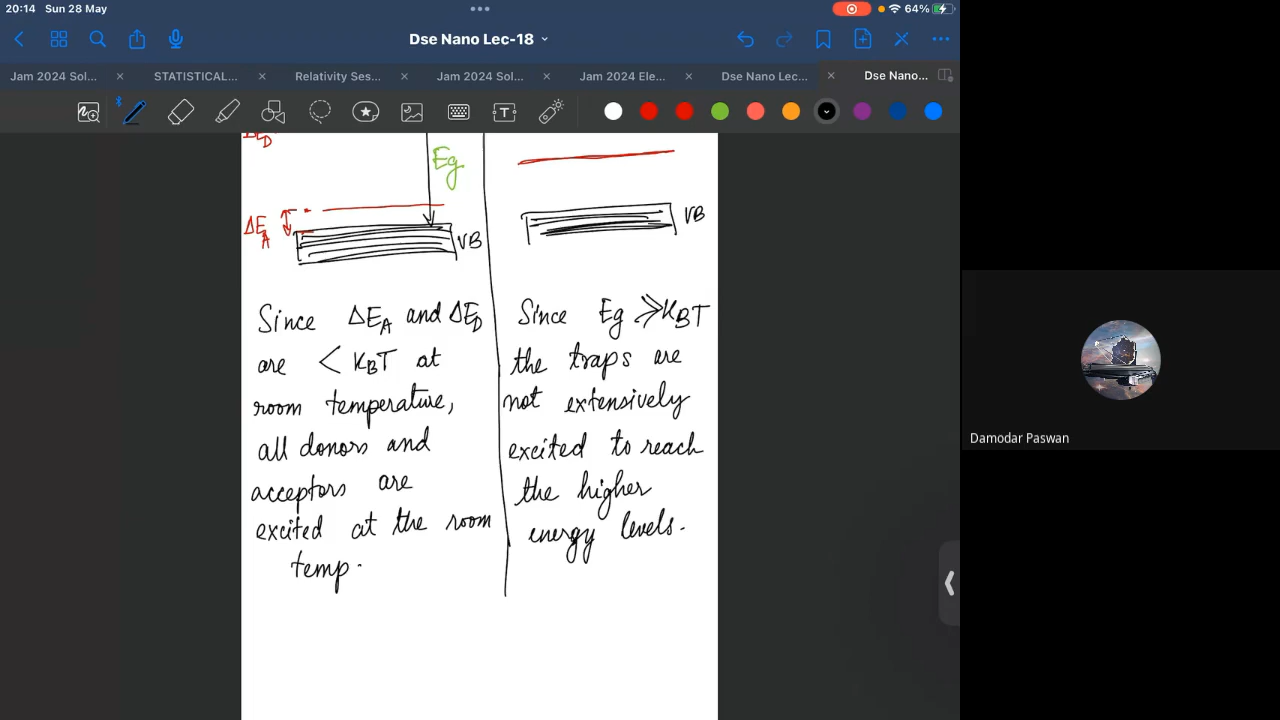 20:14 Sun 28 May
64%
Dse Nano Lec-18
Jam 2024 Sol...
STATISTICAL...
Relativity Ses...
Jam 2024 Sol...
Jam 2024 Ele...
Dse Nano Lec...
Dse Nano...
Eg
ΔE_A
VB
Since ΔE_A and ΔE_D
are < K_BT at
room temperature,
all donors and
acceptors are
excited at the room
temp.
VB
Since Eg ≫ K_BT
the traps are
not extensively
excited to reach
the higher
energy levels.
Damodar Paswan